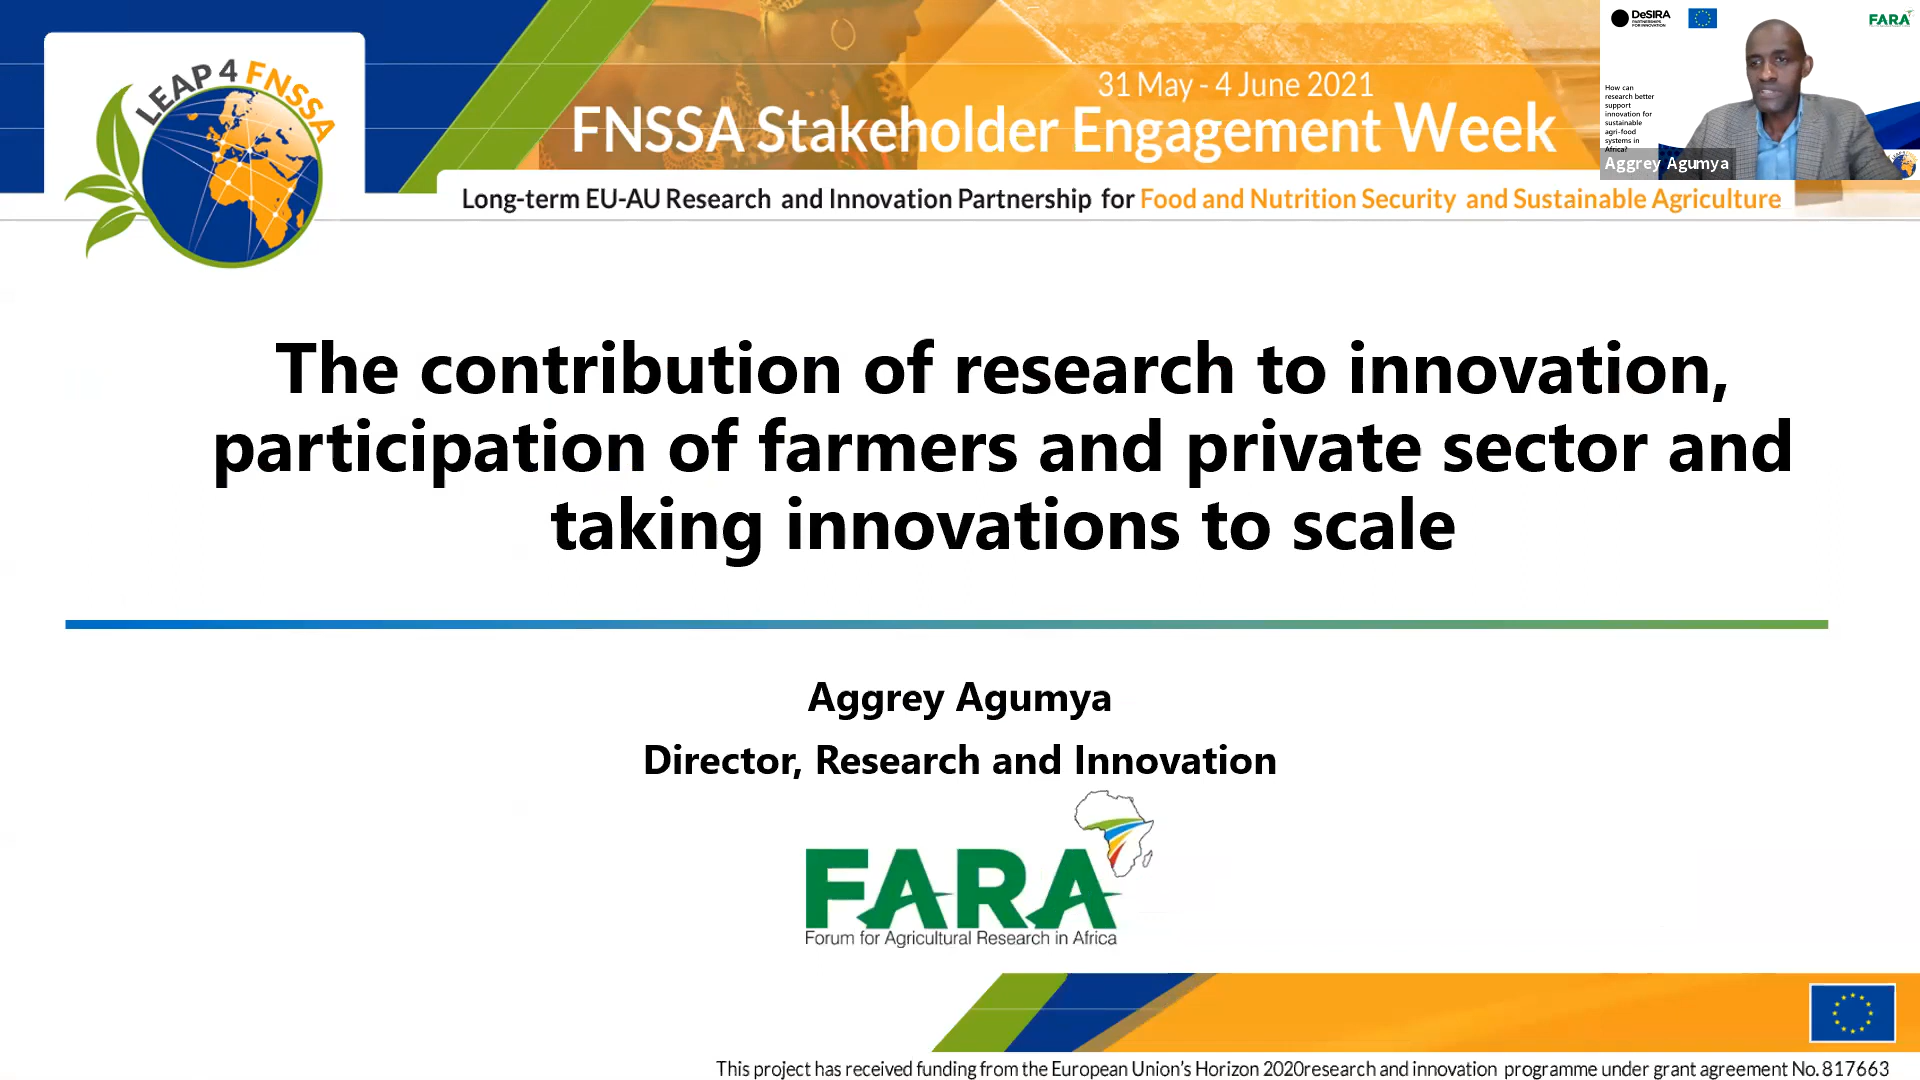 LEAP 4 FNSSA
31 May - 4 June 2021
FNSSA Stakeholder Engagement Week
Long-term EU-AU Research and Innovation Partnership for Food and Nutrition Security and Sustainable Agriculture
DeSIRA
FARA
How can
research better
support
innovation for
sustainable
agri-food
systems in
Africa?
Aggrey Agumya
The contribution of research to innovation,
participation of farmers and private sector and
taking innovations to scale
Aggrey Agumya
Director, Research and Innovation
FARA
Forum for Agricultural Research in Africa
This project has received funding from the European Union's Horizon 2020research and innovation programme under grant agreement No. 817663